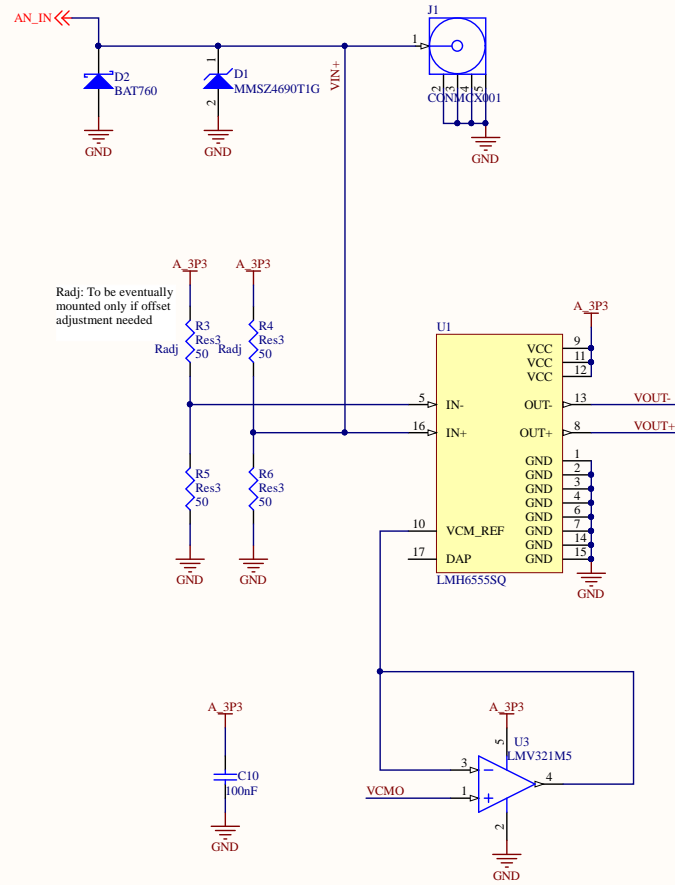 AN_IN
J1
1
VIN+
1
D2
BAT760
D1
MMSZ4690T1G
2
2
3
4
5
CONMCX001
GND
GND
GND
A_3P3
A_3P3
Radj: To be eventually
mounted only if offset
adjustment needed
A_3P3
R3
Res3
50
Radj
R4
Res3
50
Radj
U1
VCC 9
VCC 11
VCC 12
5 IN-
OUT- 13
VOUT-
16 IN+
OUT+ 8
VOUT+
GND 1
GND 2
GND 3
GND 4
GND 6
GND 7
GND 14
GND 15
R5
Res3
50
R6
Res3
50
10 VCM_REF
17 DAP
GND
GND
LMH6555SQ
GND
A_3P3
A_3P3
5
U3
LMV321M5
3
4
C10
100nF
VCMO
1
2
GND
GND